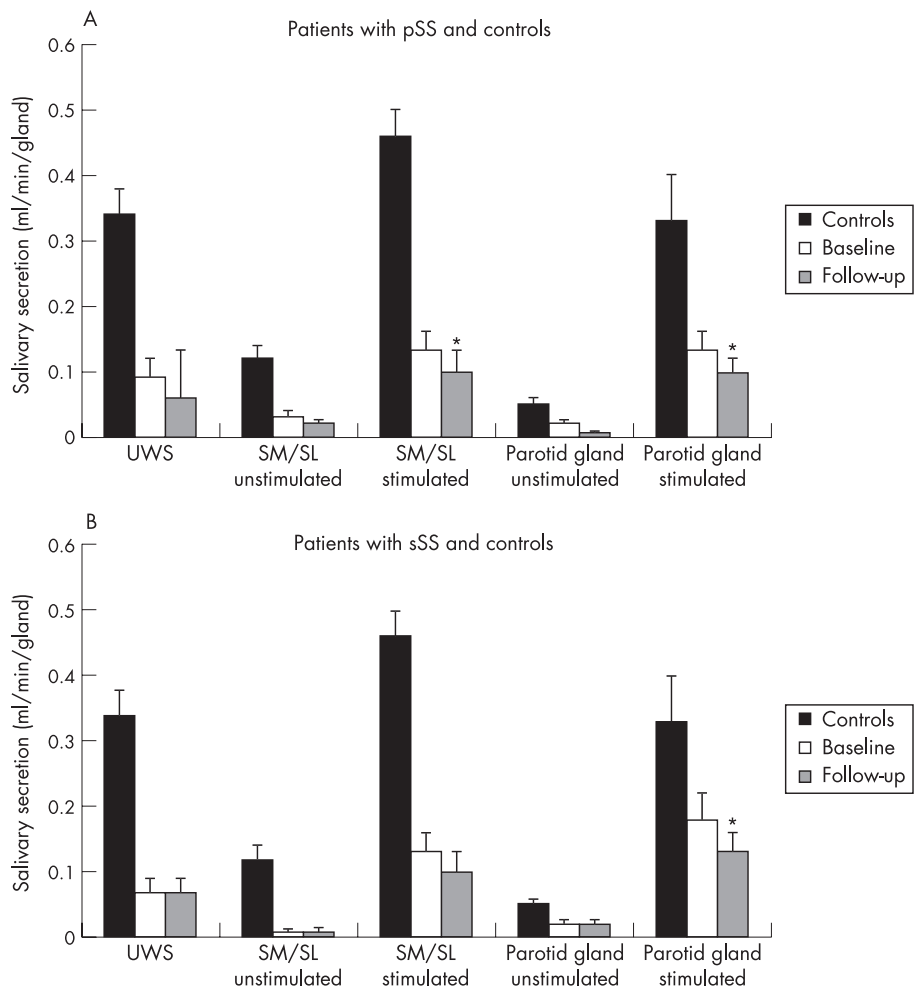 A
Patients with pSS and controls
0.6
0.5
0.4
0.3
0.2
0.1
0
Salivary secretion (ml/min/gland)
*
*
UWS
SM/SL
unstimulated
SM/SL
stimulated
Parotid gland
unstimulated
Parotid gland
stimulated
Controls
Baseline
Follow-up
B
Patients with sSS and controls
0.6
0.5
0.4
0.3
0.2
0.1
0
Salivary secretion (ml/min/gland)
*
UWS
SM/SL
unstimulated
SM/SL
stimulated
Parotid gland
unstimulated
Parotid gland
stimulated
Controls
Baseline
Follow-up